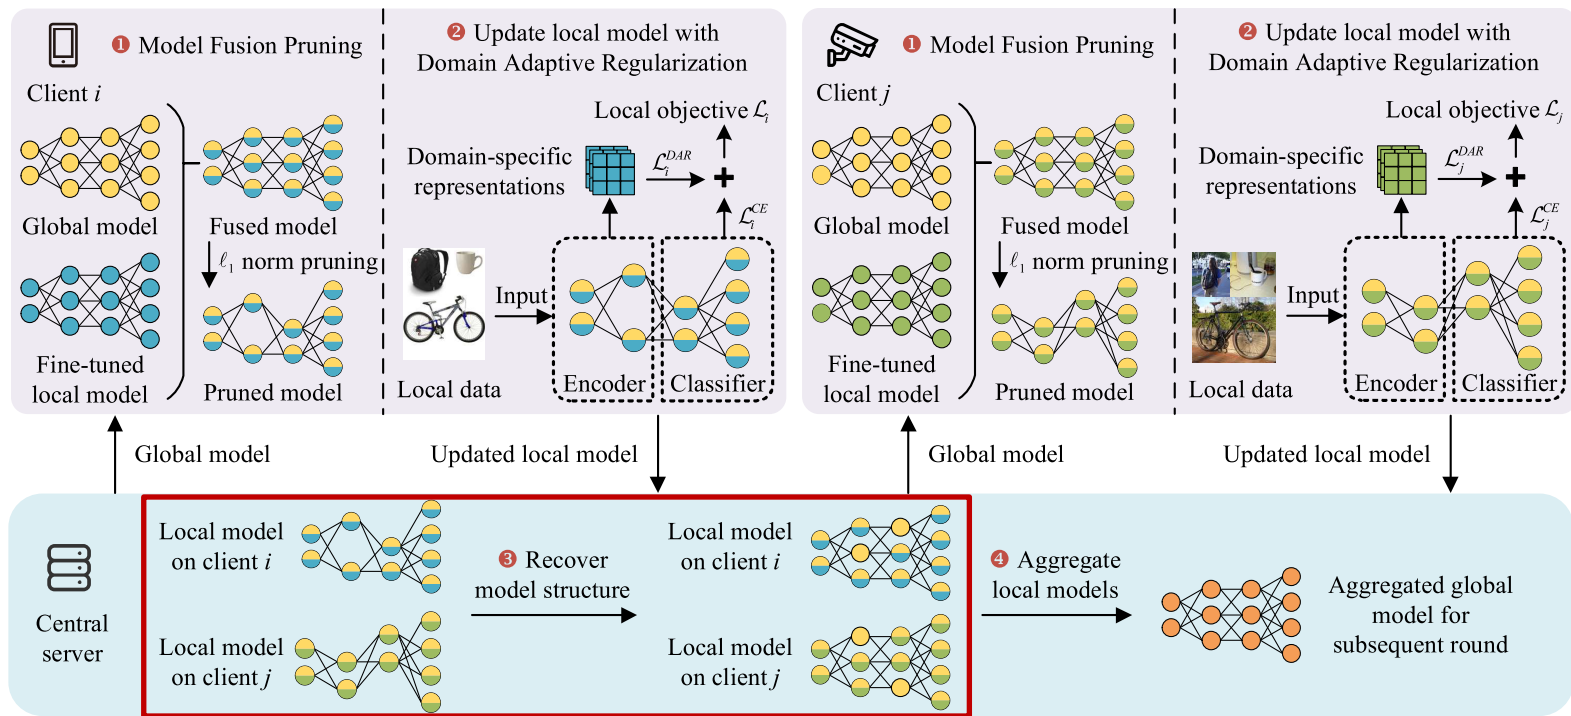 ❶ Model Fusion Pruning
Client i
Global model
Fine-tuned
local model
Fused model
ℓ₁ norm pruning
Pruned model
❷ Update local model with
Domain Adaptive Regularization
Local objective ℒᵢ
Domain-specific
representations
ℒᵢᴰᴬᴿ
+
ℒᵢᶜᴱ
Input
Local data
Encoder
Classifier
❶ Model Fusion Pruning
Client j
Global model
Fine-tuned
local model
Fused model
ℓ₁ norm pruning
Pruned model
❷ Update local model with
Domain Adaptive Regularization
Local objective ℒⱼ
Domain-specific
representations
ℒⱼᴰᴬᴿ
+
ℒⱼᶜᴱ
Input
Local data
Encoder
Classifier
Global model
Updated local model
Global model
Updated local model
Central
server
Local model
on client i
Local model
on client j
❸ Recover
model structure
Local model
on client i
Local model
on client j
❹ Aggregate
local models
Aggregated global
model for
subsequent round